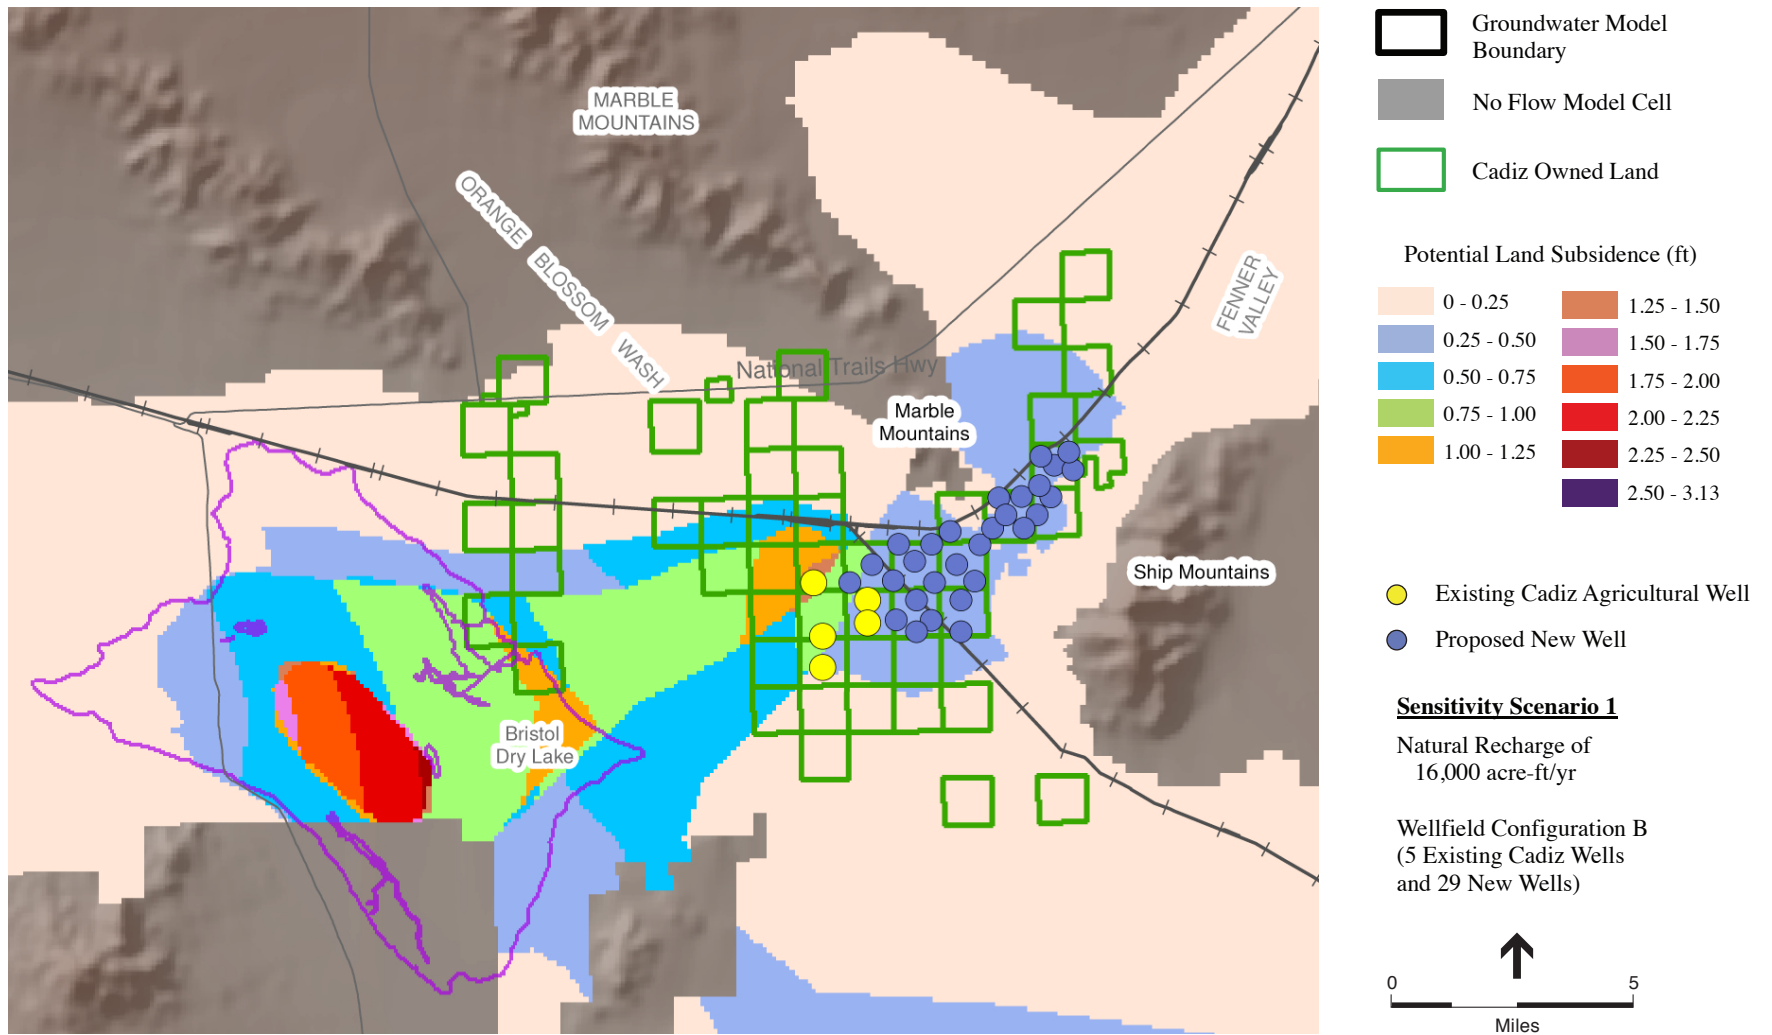 MARBLE
MOUNTAINS
ORANGE BLOSSOM WASH
FENNER
VALLEY
National Trails Hwy
Marble
Mountains
Ship Mountains
Bristol
Dry Lake
Groundwater Model
Boundary
No Flow Model Cell
Cadiz Owned Land
Potential Land Subsidence (ft)
0 - 0.25
0.25 - 0.50
0.50 - 0.75
0.75 - 1.00
1.00 - 1.25
1.25 - 1.50
1.50 - 1.75
1.75 - 2.00
2.00 - 2.25
2.25 - 2.50
2.50 - 3.13
Existing Cadiz Agricultural Well
Proposed New Well
Sensitivity Scenario 1
Natural Recharge of
16,000 acre-ft/yr
Wellfield Configuration B
(5 Existing Cadiz Wells
and 29 New Wells)
0 5
Miles